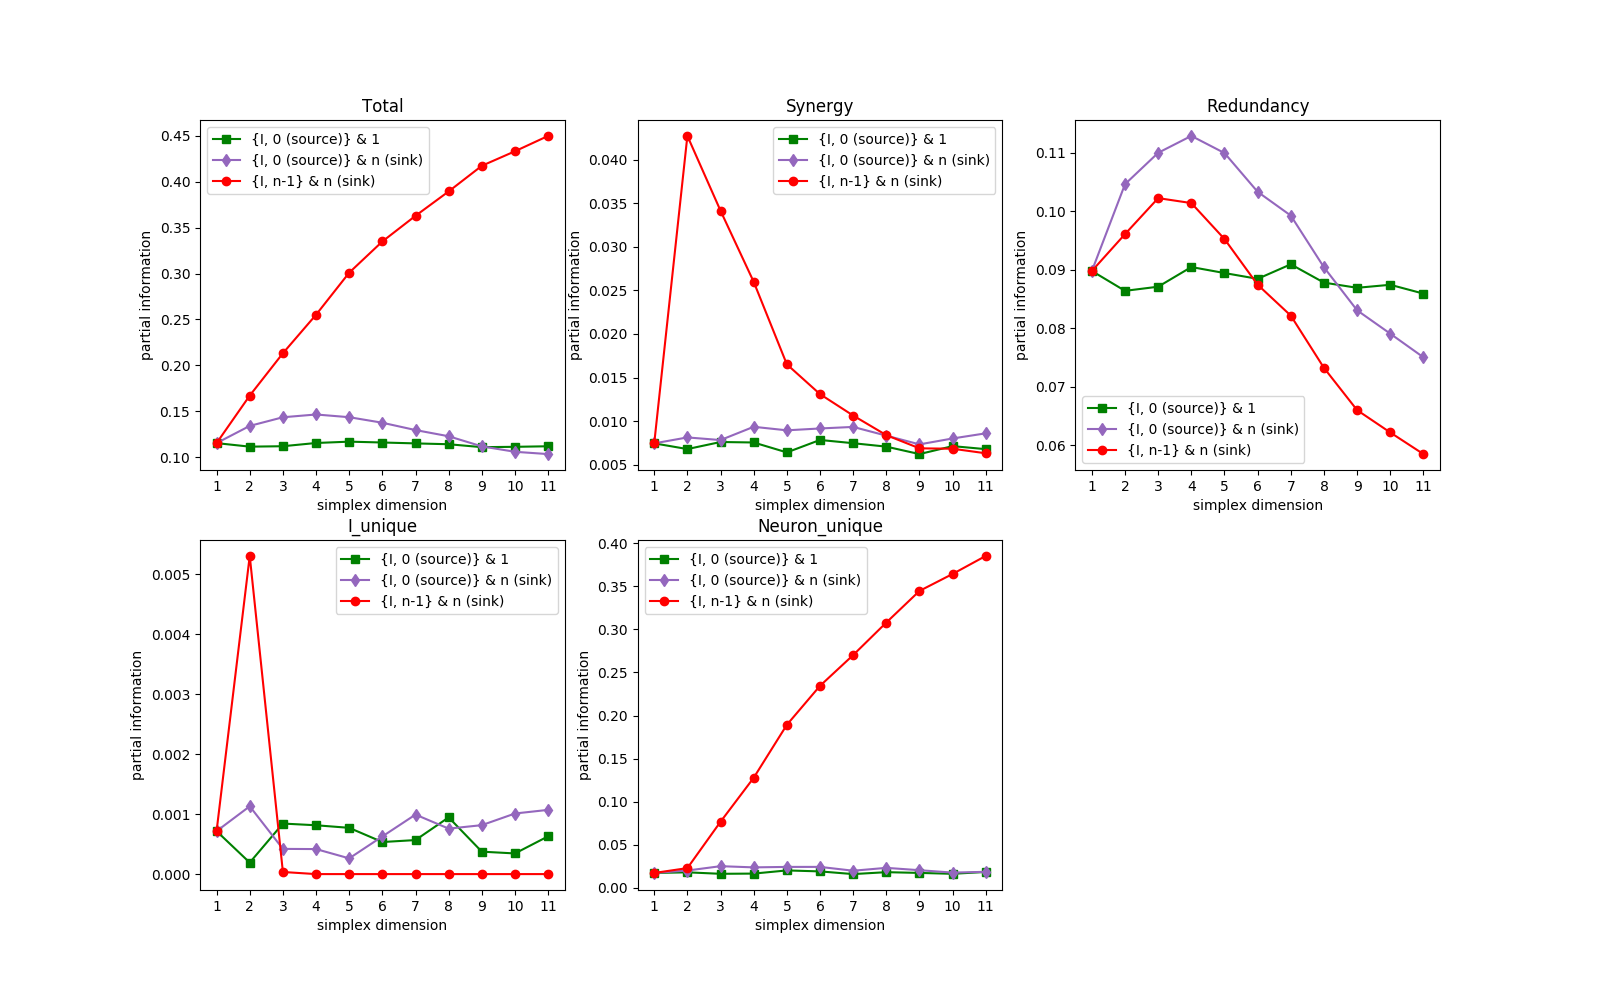 Total
0.45
0.40
0.35
0.30
0.25
0.20
0.15
0.10
partial information
{I, 0 (source)} & 1
{I, 0 (source)} & n (sink)
{I, n-1} & n (sink)
1 2 3 4 5 6 7 8 9 10 11
simplex dimension
Synergy
0.040
0.035
0.030
0.025
0.020
0.015
0.010
0.005
partial information
{I, 0 (source)} & 1
{I, 0 (source)} & n (sink)
{I, n-1} & n (sink)
1 2 3 4 5 6 7 8 9 10 11
simplex dimension
Redundancy
0.11
0.10
0.09
0.08
0.07
0.06
partial information
{I, 0 (source)} & 1
{I, 0 (source)} & n (sink)
{I, n-1} & n (sink)
1 2 3 4 5 6 7 8 9 10 11
simplex dimension
I_unique
0.005
0.004
0.003
0.002
0.001
0.000
partial information
{I, 0 (source)} & 1
{I, 0 (source)} & n (sink)
{I, n-1} & n (sink)
1 2 3 4 5 6 7 8 9 10 11
simplex dimension
Neuron_unique
0.40
0.35
0.30
0.25
0.20
0.15
0.10
0.05
0.00
partial information
{I, 0 (source)} & 1
{I, 0 (source)} & n (sink)
{I, n-1} & n (sink)
1 2 3 4 5 6 7 8 9 10 11
simplex dimension